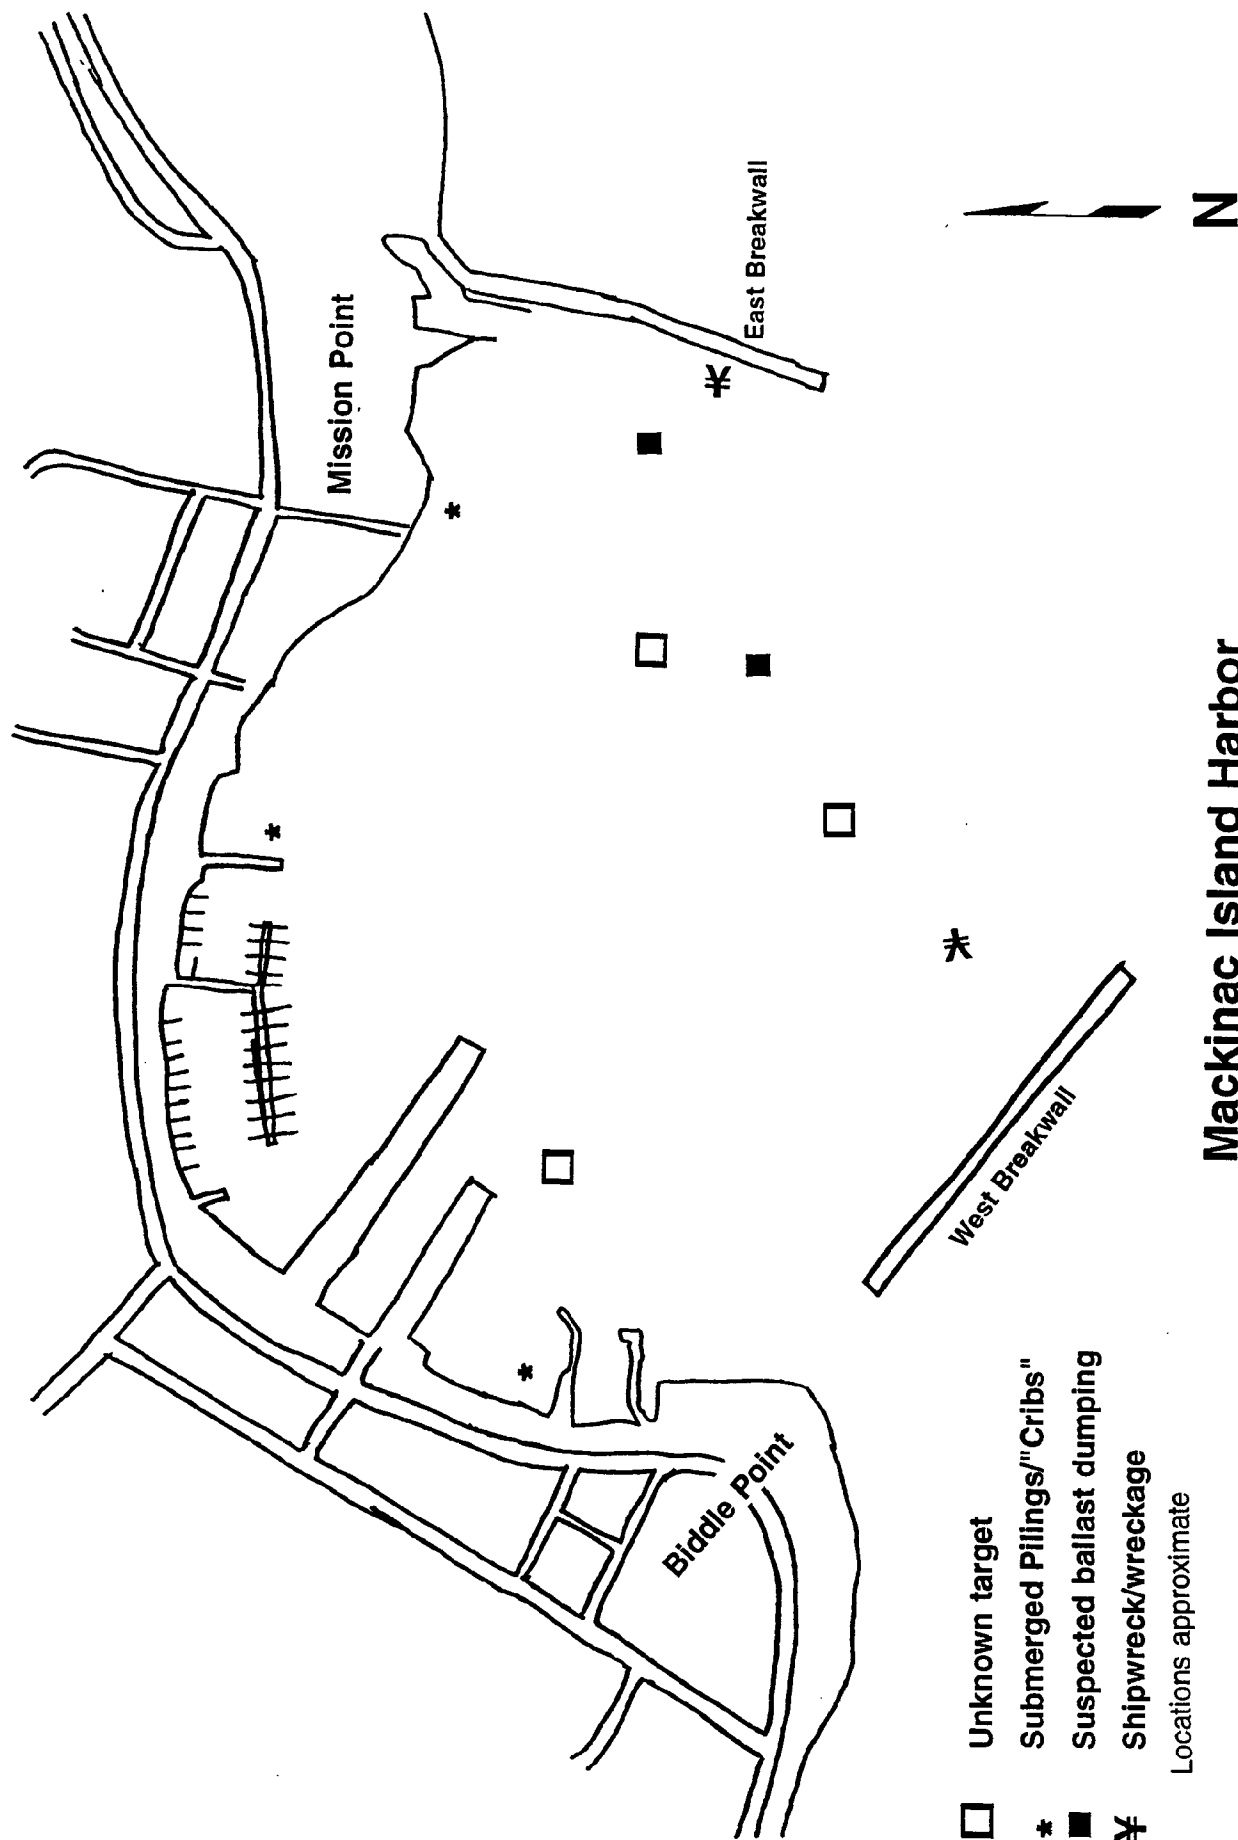 Mission Point
East Breakwall
N
West Breakwall
Biddle Point
Mackinac Island Harbor
□ Unknown target
* Submerged Pilings/"Cribs"
■ Suspected ballast dumping
¥ Shipwreck/wreckage
Locations approximate